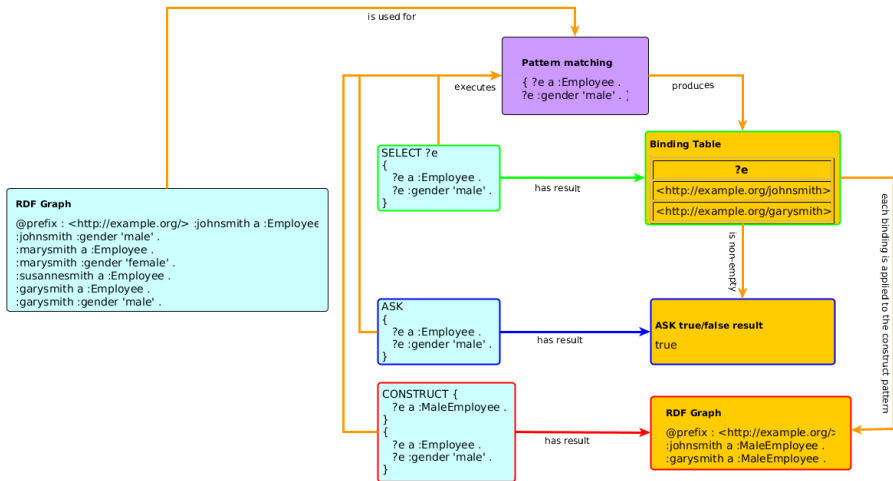 is used for
Pattern matching
{ ?e a :Employee .
?e :gender 'male' . }
executes
produces
SELECT ?e
{
?e a :Employee .
?e :gender 'male' .
}
has result
Binding Table
?e
<http://example.org/johnsmith>
<http://example.org/garysmith>
each binding is applied to the construct pattern
is non-empty
RDF Graph
@prefix : <http://example.org/> :johnsmith a :Employee
:johnsmith :gender 'male' .
:marysmith a :Employee .
:marysmith :gender 'female' .
:susannesmith a :Employee .
:garysmith a :Employee .
:garysmith :gender 'male' .
ASK
{
?e a :Employee .
?e :gender 'male' .
}
has result
ASK true/false result
true
CONSTRUCT {
?e a :MaleEmployee .
}
{
?e a :Employee .
?e :gender 'male' .
}
has result
RDF Graph
@prefix : <http://example.org/
:johnsmith a :MaleEmployee .
:garysmith a :MaleEmployee .